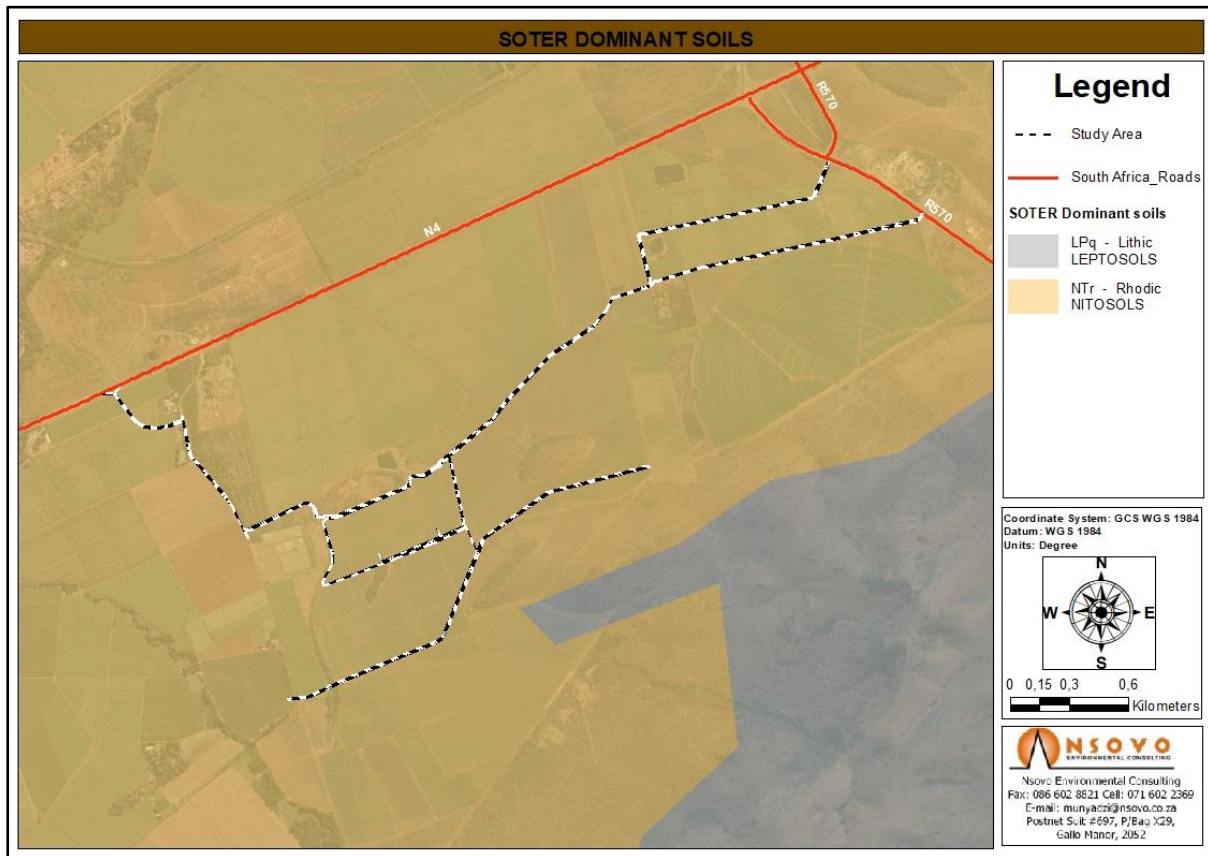 SOTER DOMINANT SOILS
R570
N4
R570
Legend
Study Area
South Africa_Roads
SOTER Dominant soils
LPq - Lithic
LEPTOSOLS
NTr - Rhodic
NITOSOLS
Coordinate System: GCS WGS 1984
Datum: WGS 1984
Units: Degree
N
W E
S
0 0,15 0,3 0,6
Kilometers
NSOVO
ENVIRONMENTAL CONSULTING
Nsovo Environmental Consulting
Fax: 086 602 8821 Cell: 071 602 2369
E-mail: munyadzi@nsovo.co.za
Postnet Suit #697, P/Bag X29,
Gallo Manor, 2052